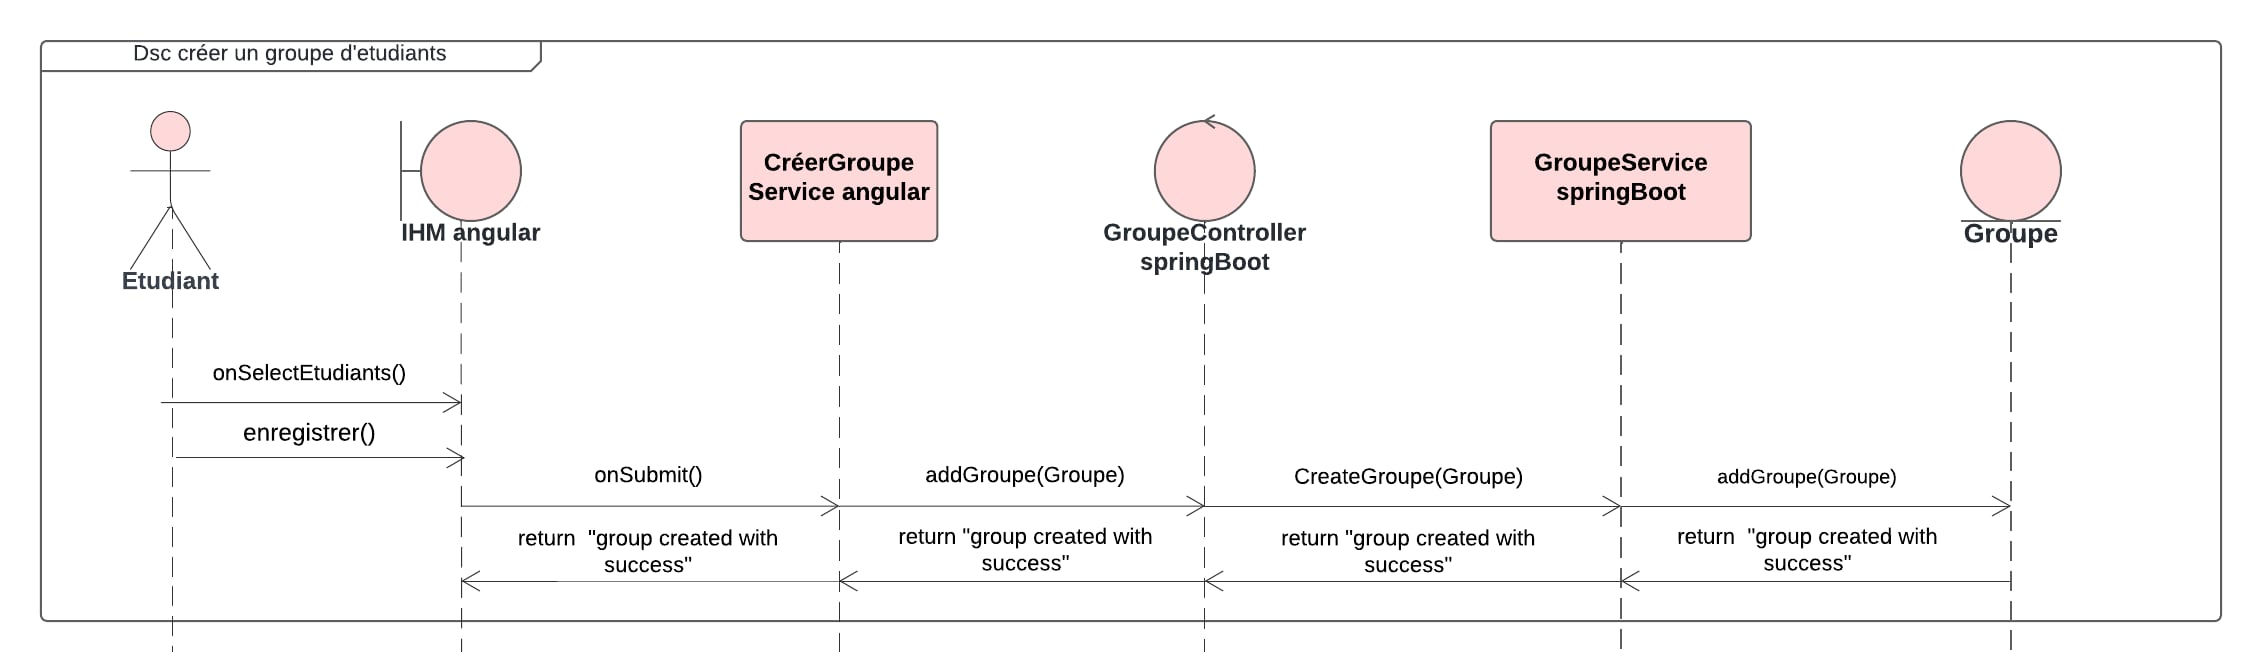 Dsc créer un groupe d'etudiants
Etudiant
IHM angular
CréerGroupe
Service angular
GroupeController
springBoot
GroupeService
springBoot
Groupe
onSelectEtudiants()
enregistrer()
onSubmit()
addGroupe(Groupe)
CreateGroupe(Groupe)
addGroupe(Groupe)
return  "group created with
success"
return "group created with
success"
return "group created with
success"
return  "group created with
success"